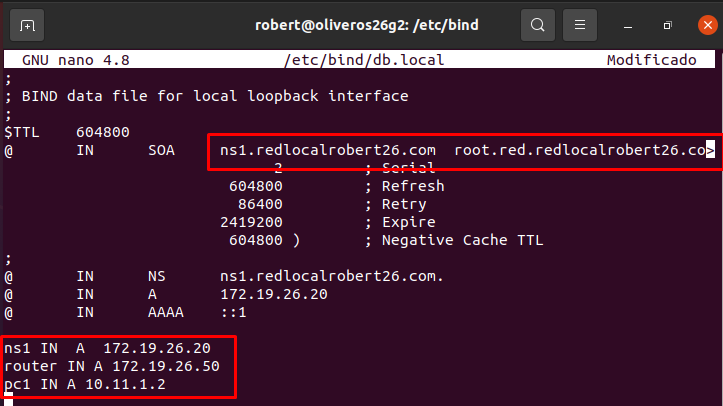 robert@oliveros26g2: /etc/bind
GNU nano 4.8 /etc/bind/db.local Modificado
;
; BIND data file for local loopback interface
;
$TTL 604800
@ IN SOA ns1.redlocalrobert26.com root.red.redlocalrobert26.co>
2 ; Serial
604800 ; Refresh
86400 ; Retry
2419200 ; Expire
604800 ) ; Negative Cache TTL
;
@ IN NS ns1.redlocalrobert26.com.
@ IN A 172.19.26.20
@ IN AAAA ::1
ns1 IN A 172.19.26.20
router IN A 172.19.26.50
pc1 IN A 10.11.1.2